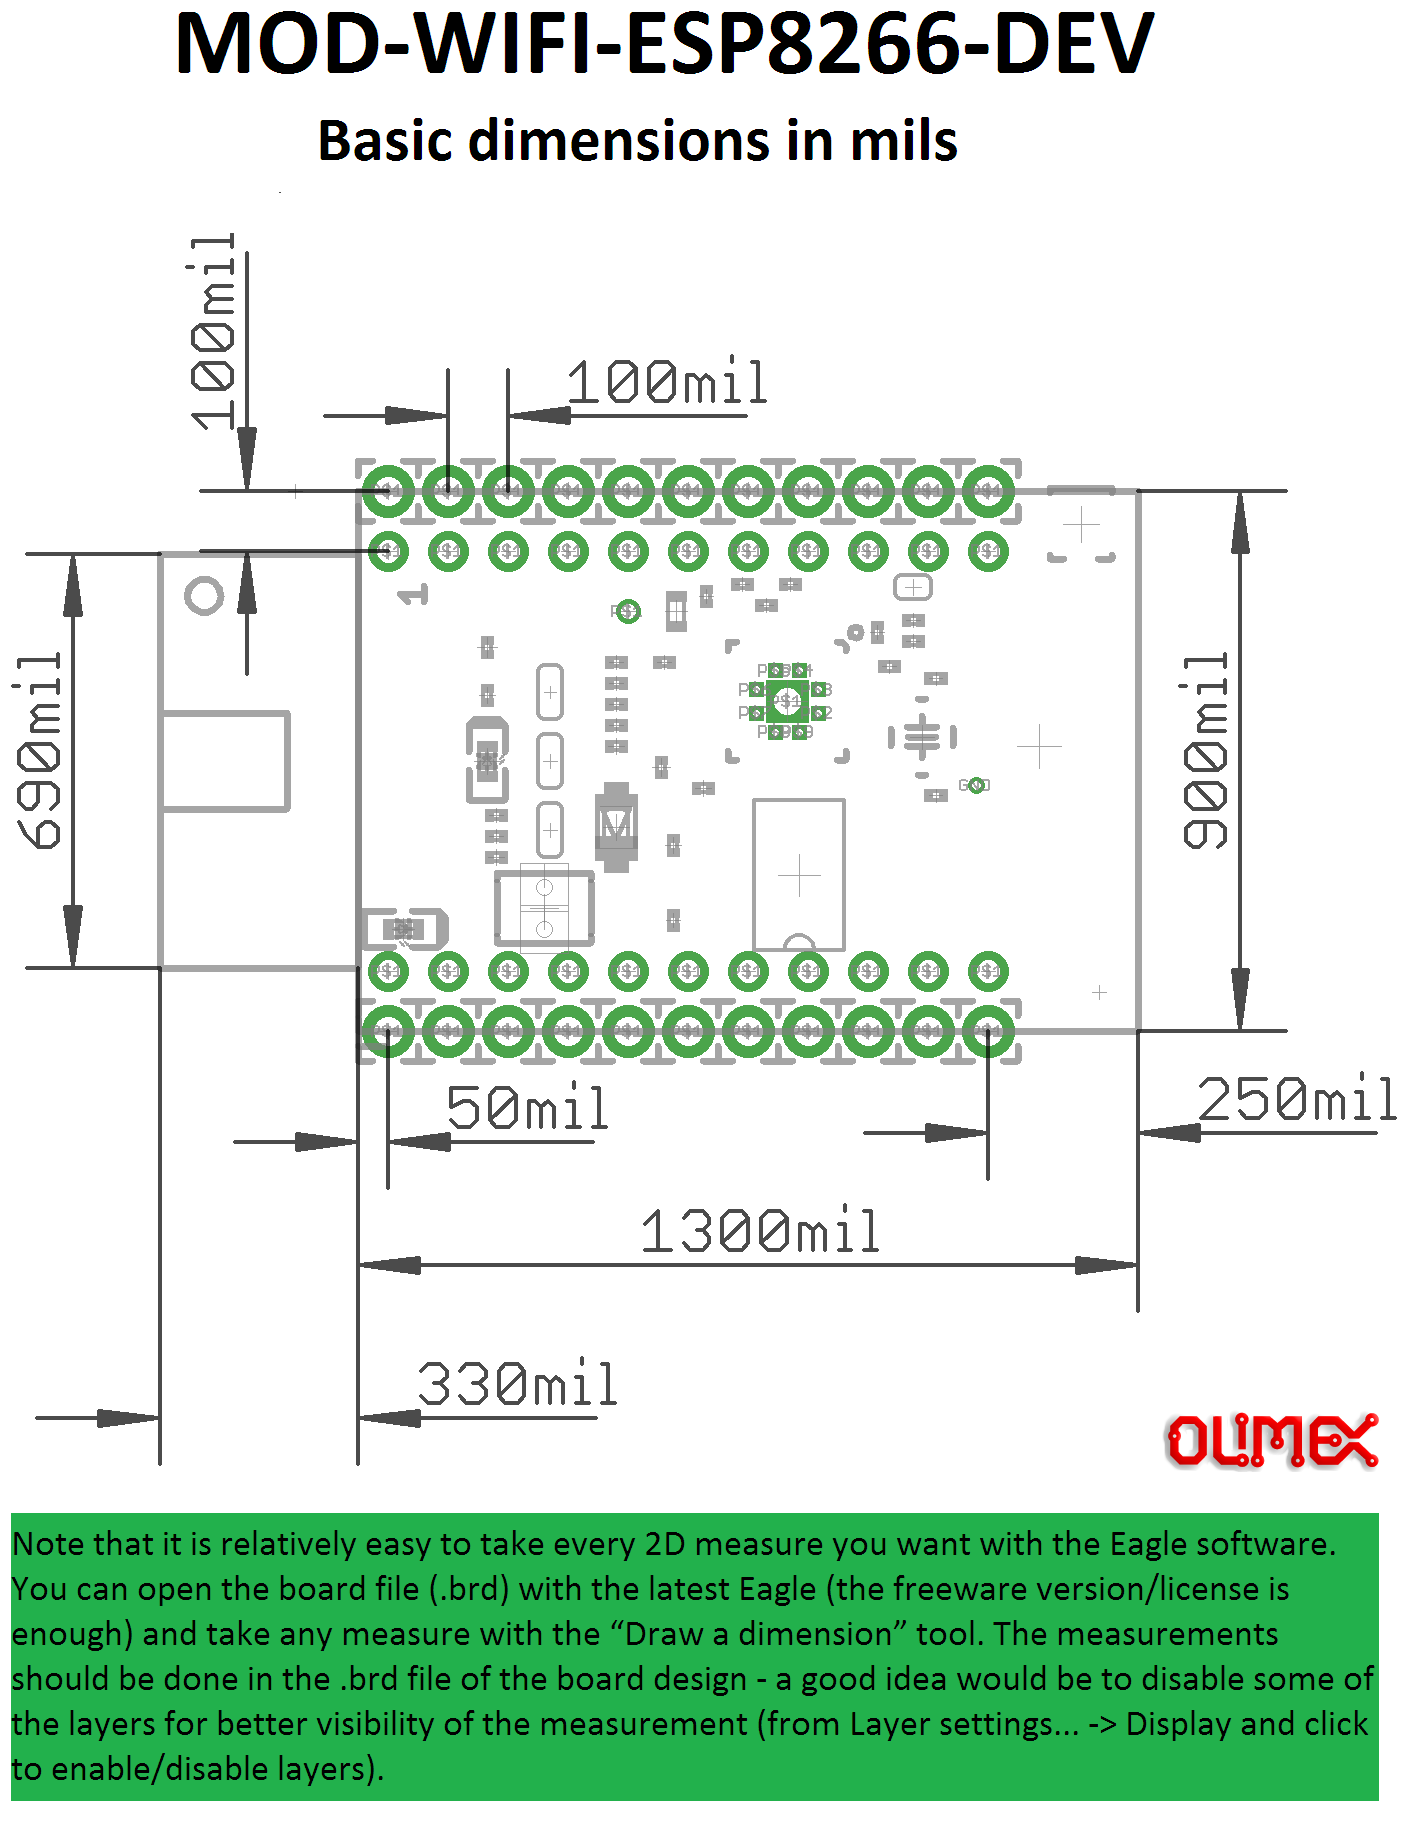 MOD-WIFI-ESP8266-DEV
Basic dimensions in mils
100mil
100mil
1
690mil
900mil
GND
50mil
250mil
1300mil
330mil
OLIMEX
Note that it is relatively easy to take every 2D measure you want with the Eagle software.
You can open the board file (.brd) with the latest Eagle (the freeware version/license is
enough) and take any measure with the “Draw a dimension” tool. The measurements
should be done in the .brd file of the board design - a good idea would be to disable some of
the layers for better visibility of the measurement (from Layer settings... -> Display and click
to enable/disable layers).